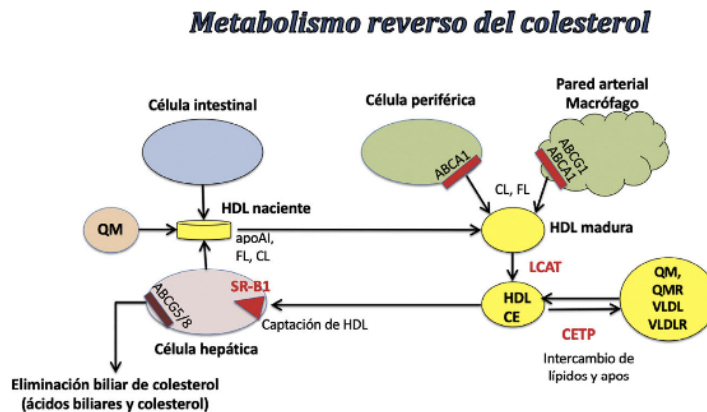 Metabolismo reverso del colesterol
Célula intestinal
Célula periférica
Pared arterial
Macrófago
ABCA1
ABCG1
ABCA1
CL, FL
QM
HDL naciente
apoAI,
FL, CL
HDL madura
LCAT
SR-B1
ABCG5/8
Captación de HDL
HDL
CE
CETP
QM,
QMR
VLDL
VLDLR
Célula hepática
Intercambio de
lípidos y apos
Eliminación biliar de colesterol
(ácidos biliares y colesterol)